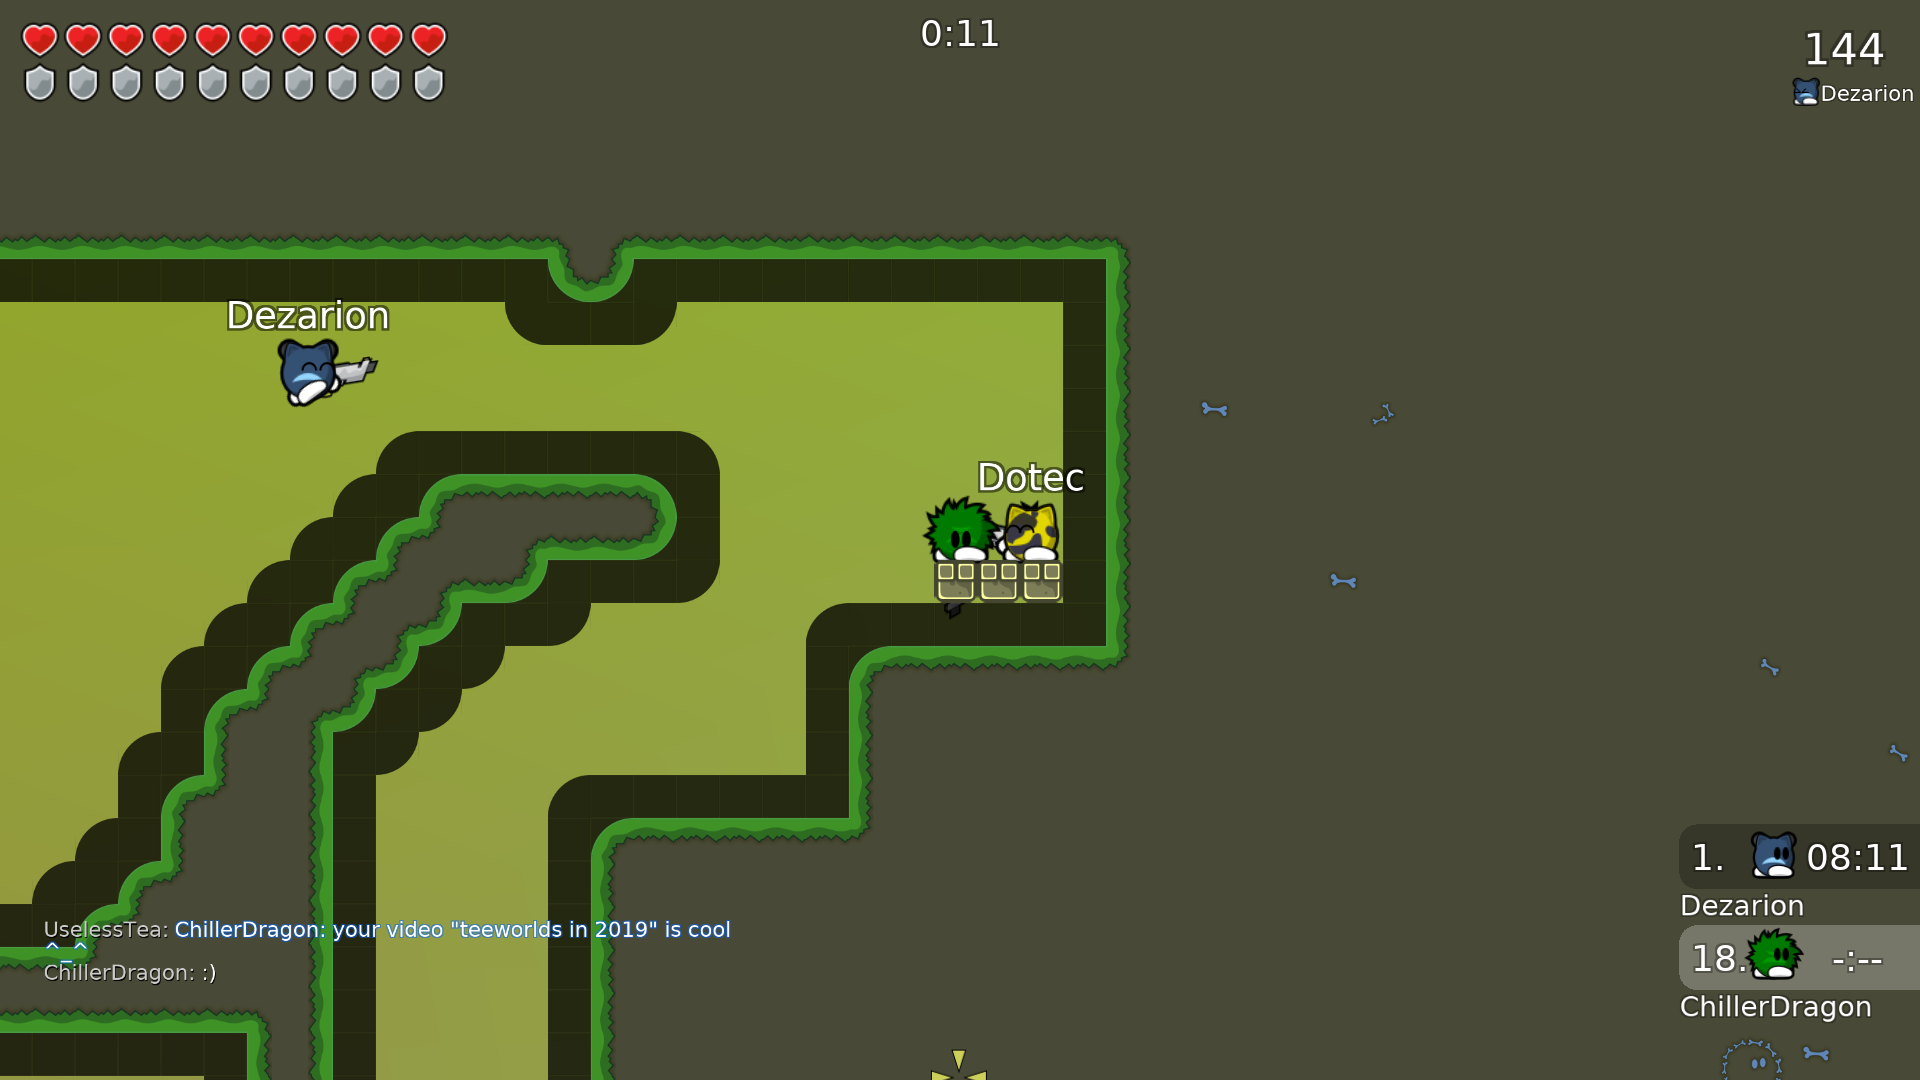 0:11
144
Dezarion
Dezarion
Dotec
1. 08:11
Dezarion
18. -:--
ChillerDragon
UselessTea: ChillerDragon: your video "teeworlds in 2019" is cool
^_^
ChillerDragon: :)